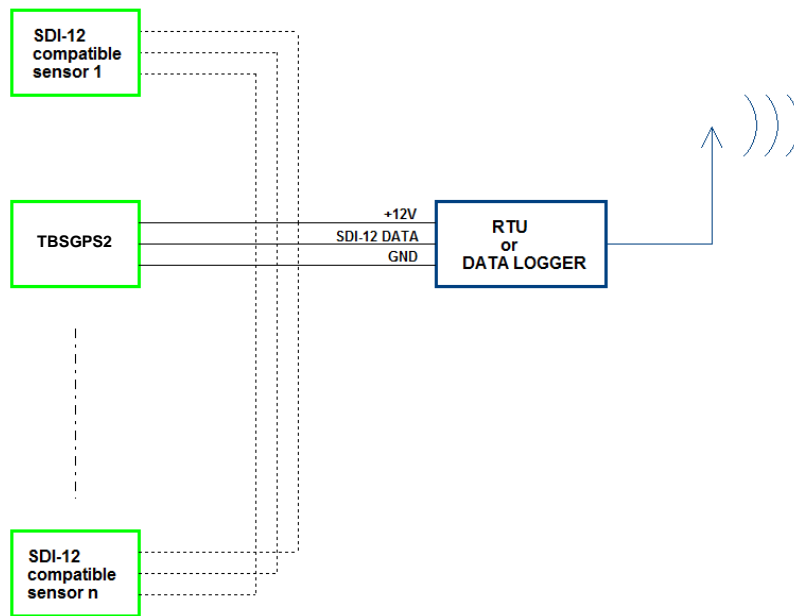 SDI-12
compatible
sensor 1
TBSGPS2
+12V
SDI-12 DATA
GND
RTU
or
DATA LOGGER
SDI-12
compatible
sensor n